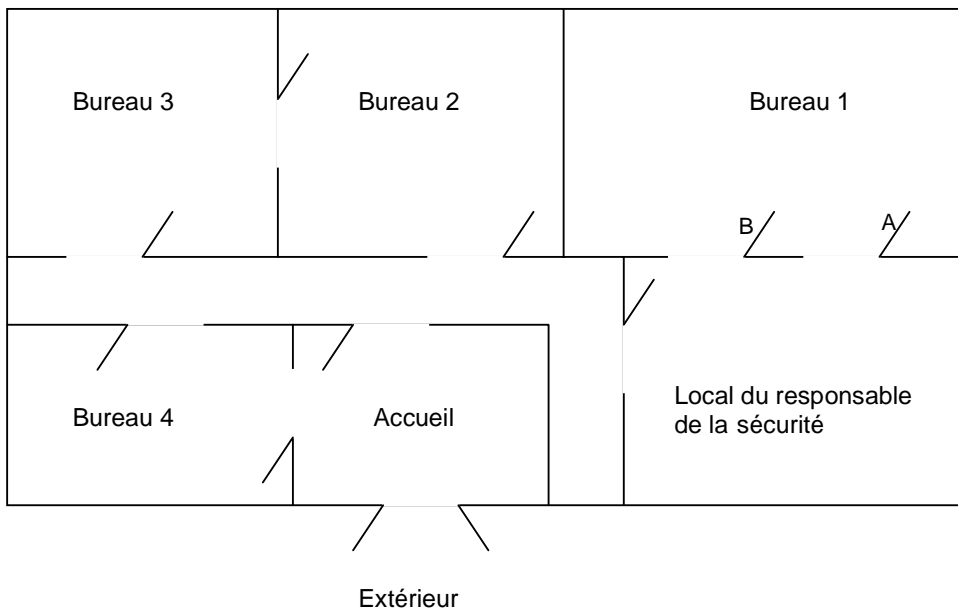 Bureau 3
Bureau 2
Bureau 1
B
A
Bureau 4
Accueil
Local du responsable
de la sécurité
Extérieur